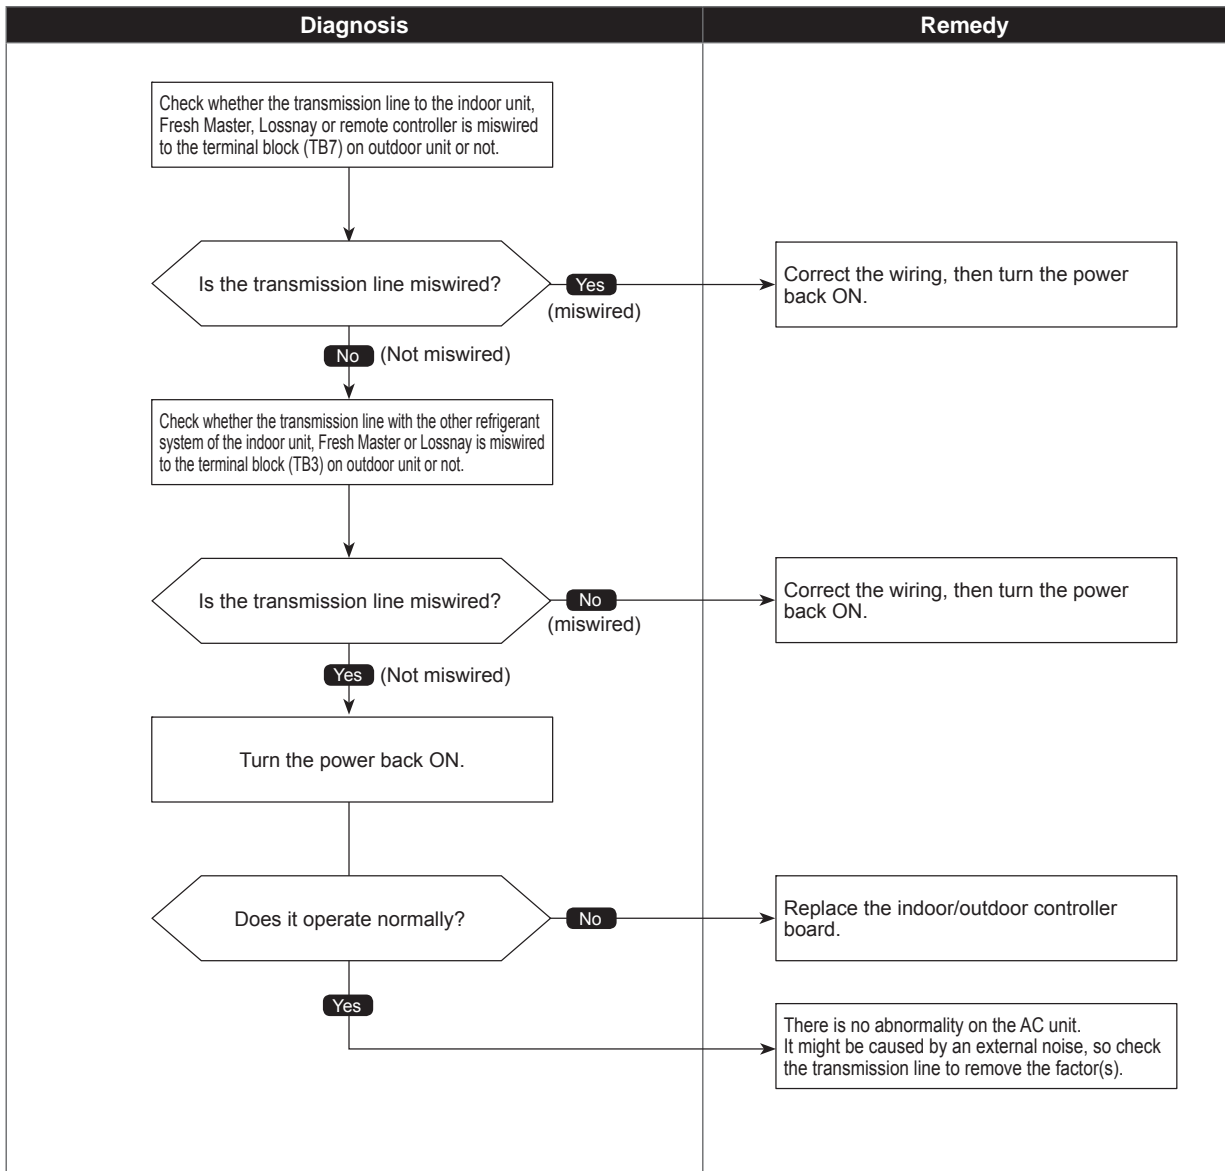 Diagnosis
Remedy
Check whether the transmission line to the indoor unit,
Fresh Master, Lossnay or remote controller is miswired
to the terminal block (TB7) on outdoor unit or not.
Is the transmission line miswired?
Yes
(miswired)
Correct the wiring, then turn the power
back ON.
No (Not miswired)
Check whether the transmission line with the other refrigerant
system of the indoor unit, Fresh Master or Lossnay is miswired
to the terminal block (TB3) on outdoor unit or not.
Is the transmission line miswired?
No
(miswired)
Correct the wiring, then turn the power
back ON.
Yes (Not miswired)
Turn the power back ON.
Does it operate normally?
No
Replace the indoor/outdoor controller
board.
Yes
There is no abnormality on the AC unit.
It might be caused by an external noise, so check
the transmission line to remove the factor(s).